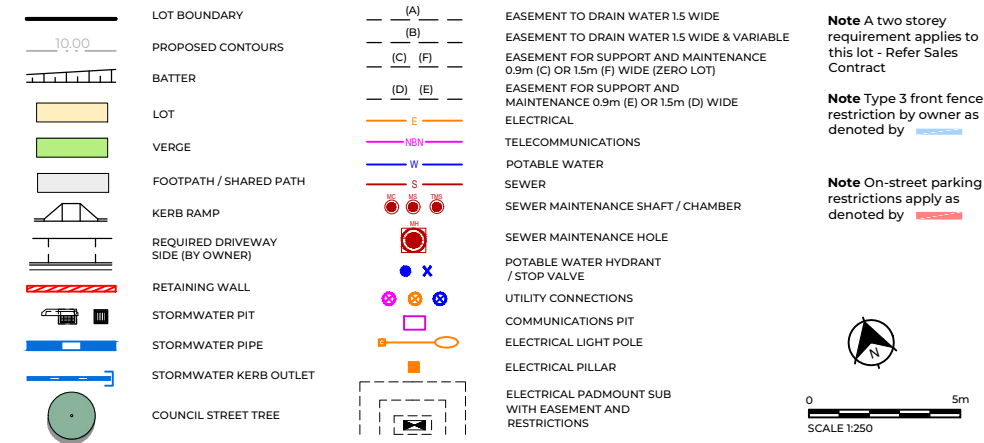 LOT BOUNDARY
10.00
PROPOSED CONTOURS
BATTER
LOT
VERGE
FOOTPATH / SHARED PATH
KERB RAMP
REQUIRED DRIVEWAY
SIDE (BY OWNER)
RETAINING WALL
STORMWATER PIT
STORMWATER PIPE
STORMWATER KERB OUTLET
COUNCIL STREET TREE
(A)
EASEMENT TO DRAIN WATER 1.5 WIDE
(B)
EASEMENT TO DRAIN WATER 1.5 WIDE & VARIABLE
(C) (F)
EASEMENT FOR SUPPORT AND MAINTENANCE
0.9m (C) OR 1.5m (F) WIDE (ZERO LOT)
(D) (E)
EASEMENT FOR SUPPORT AND
MAINTENANCE 0.9m (E) OR 1.5m (D) WIDE
E
ELECTRICAL
NBN
TELECOMMUNICATIONS
W
POTABLE WATER
S
SEWER
MC MS TMS
SEWER MAINTENANCE SHAFT / CHAMBER
MH
SEWER MAINTENANCE HOLE
POTABLE WATER HYDRANT
/ STOP VALVE
UTILITY CONNECTIONS
COMMUNICATIONS PIT
ELECTRICAL LIGHT POLE
ELECTRICAL PILLAR
ELECTRICAL PADMOUNT SUB
WITH EASEMENT AND
RESTRICTIONS
Note A two storey
requirement applies to
this lot - Refer Sales
Contract
Note Type 3 front fence
restriction by owner as
denoted by
Note On-street parking
restrictions apply as
denoted by
N
0 5m
SCALE 1:250